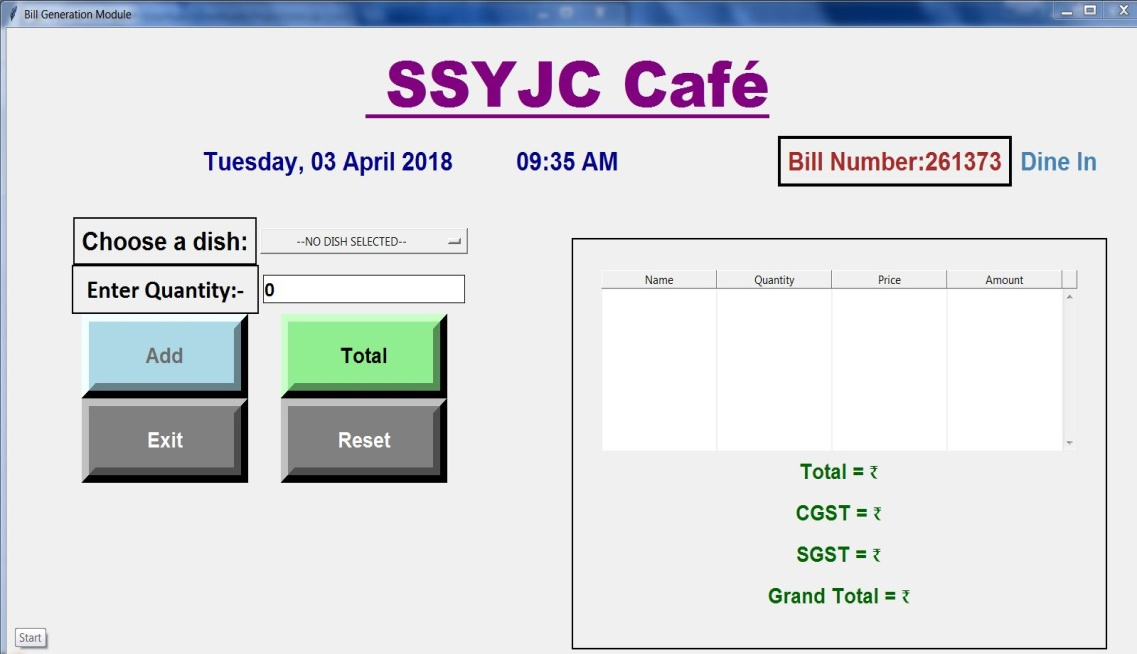 Bill Generation Module
SSYJC Café
Tuesday, 03 April 2018 09:35 AM Bill Number:261373 Dine In
Choose a dish: --NO DISH SELECTED--
Enter Quantity:- 0
Add Total
Exit Reset
Name Quantity Price Amount
Total = ₹
CGST = ₹
SGST = ₹
Grand Total = ₹
Start